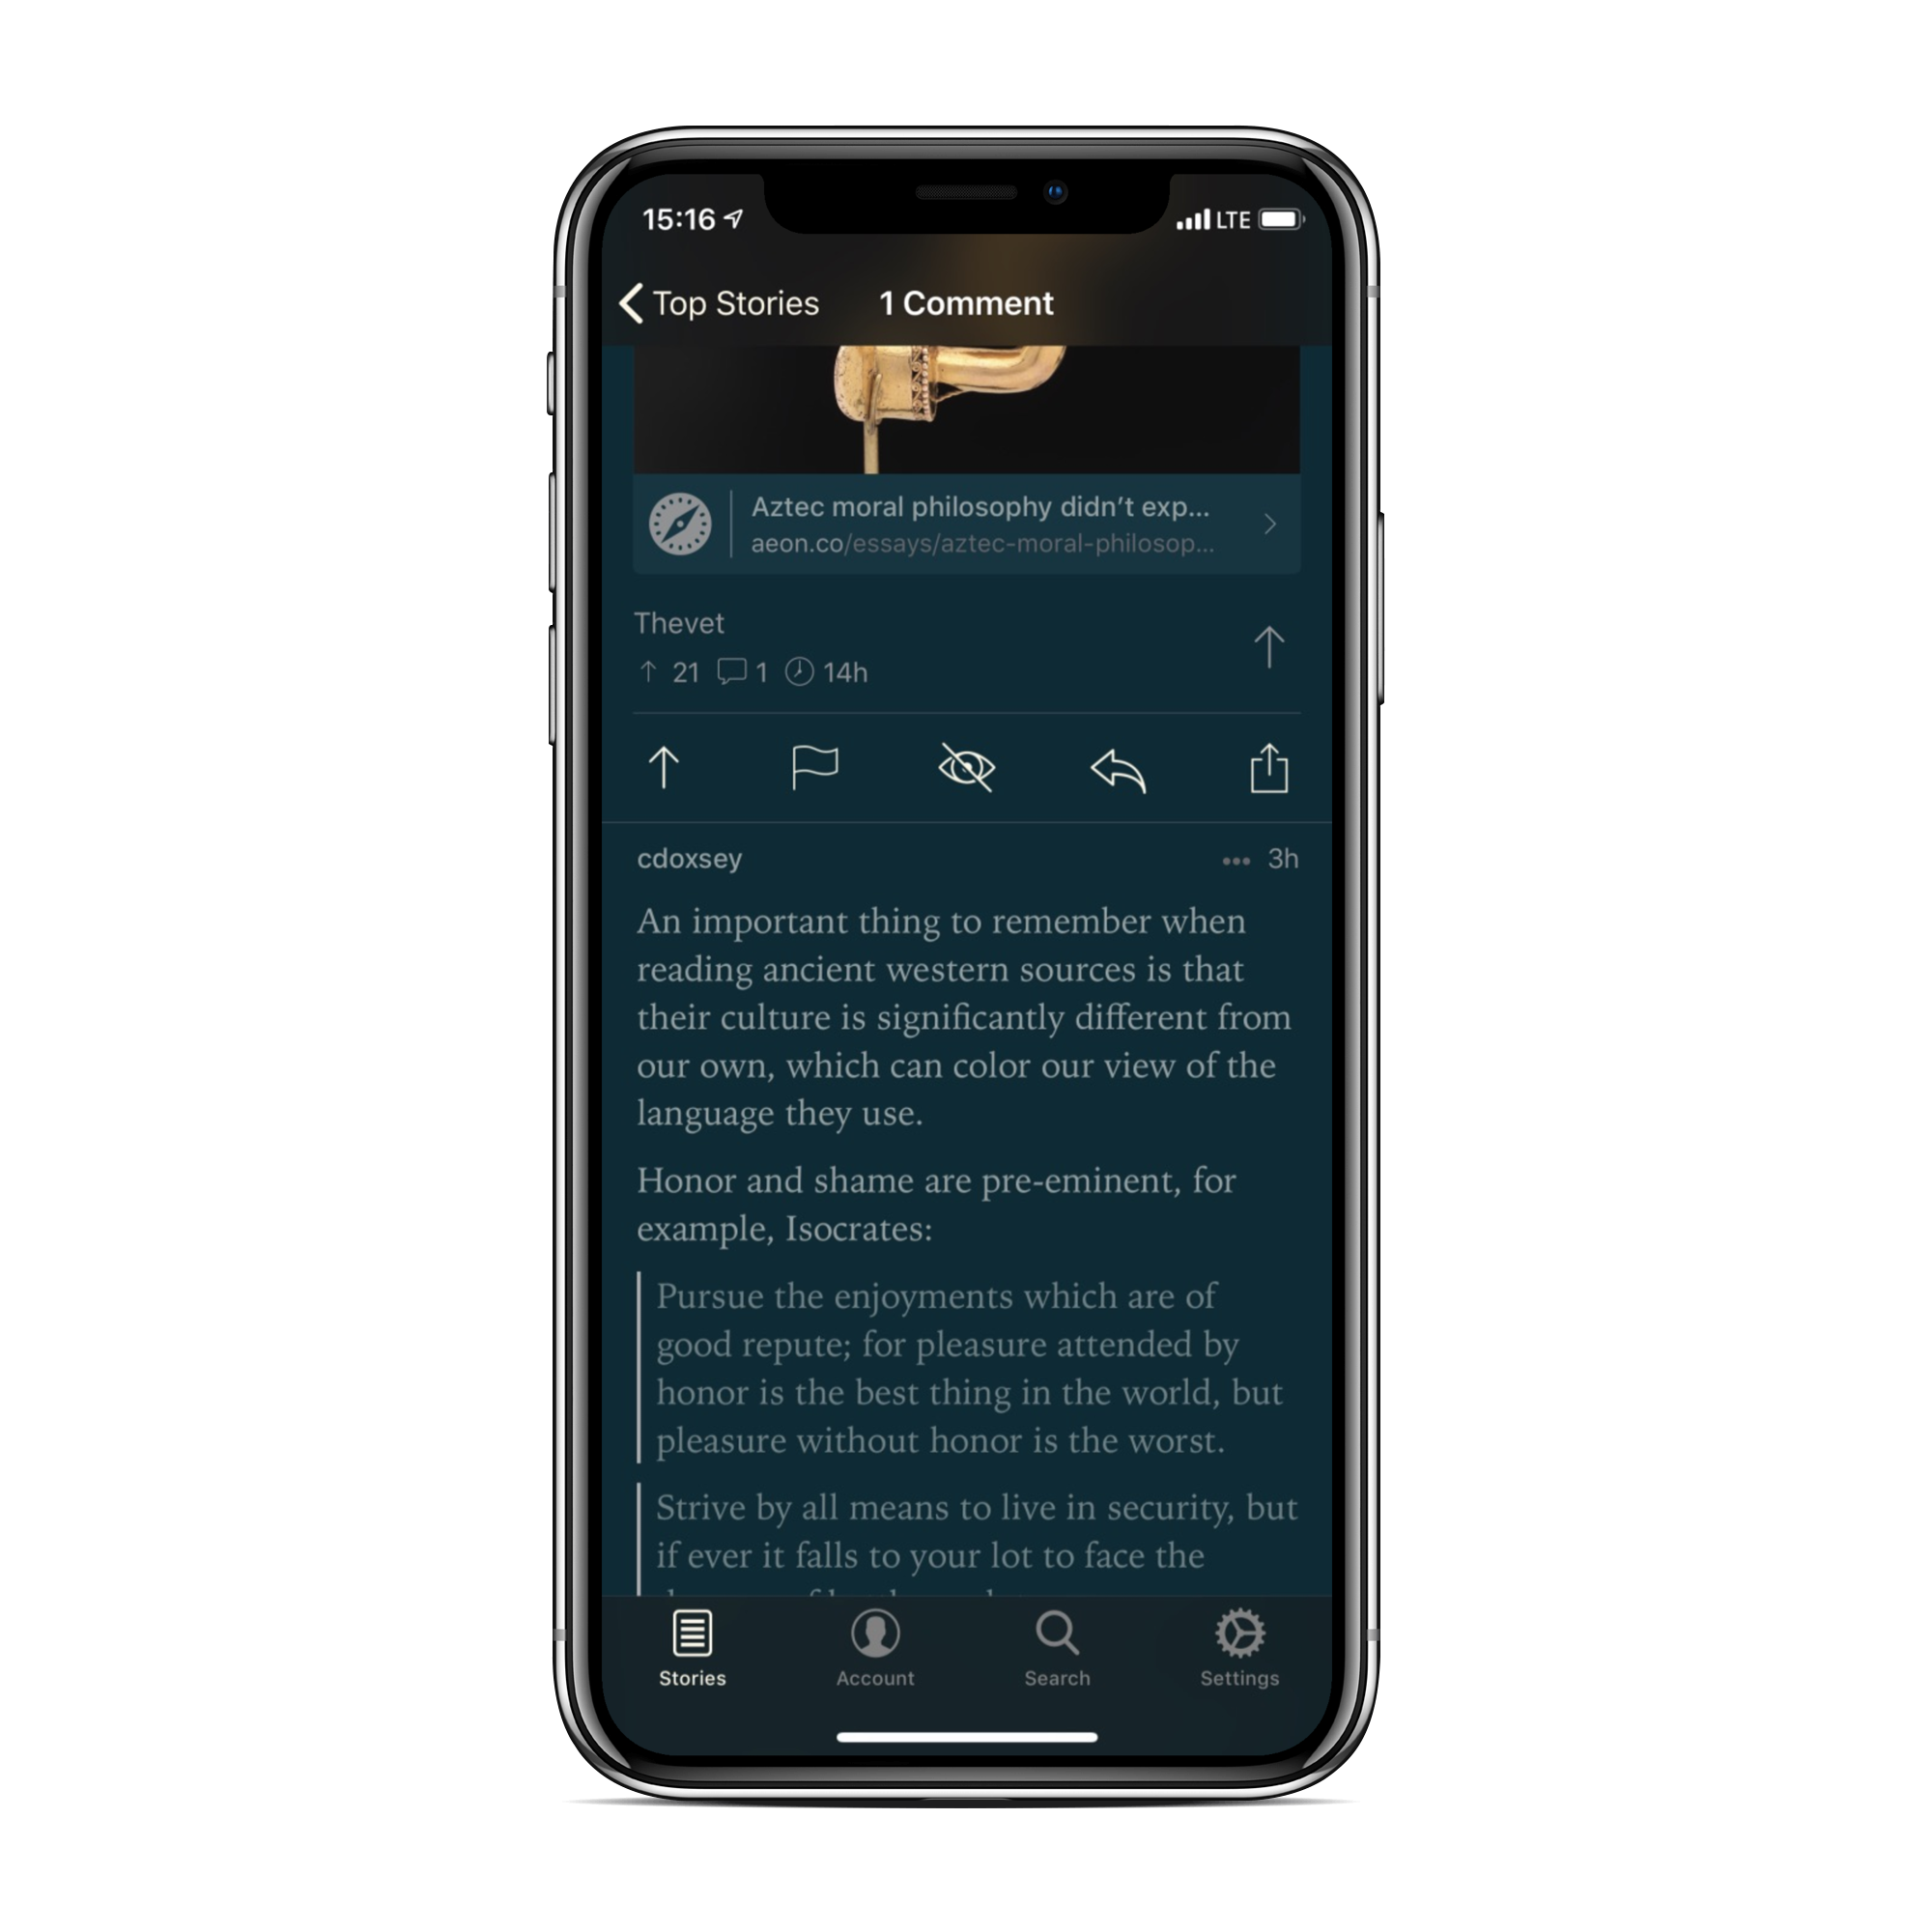 15:16 LTE
Top Stories 1 Comment
Aztec moral philosophy didn’t exp...
aeon.co/essays/aztec-moral-philosop...
Thevet
21 1 14h
cdoxsey ••• 3h
An important thing to remember when
reading ancient western sources is that
their culture is significantly different from
our own, which can color our view of the
language they use.
Honor and shame are pre-eminent, for
example, Isocrates:
Pursue the enjoyments which are of
good repute; for pleasure attended by
honor is the best thing in the world, but
pleasure without honor is the worst.
Strive by all means to live in security, but
if ever it falls to your lot to face the
Stories Account Search Settings